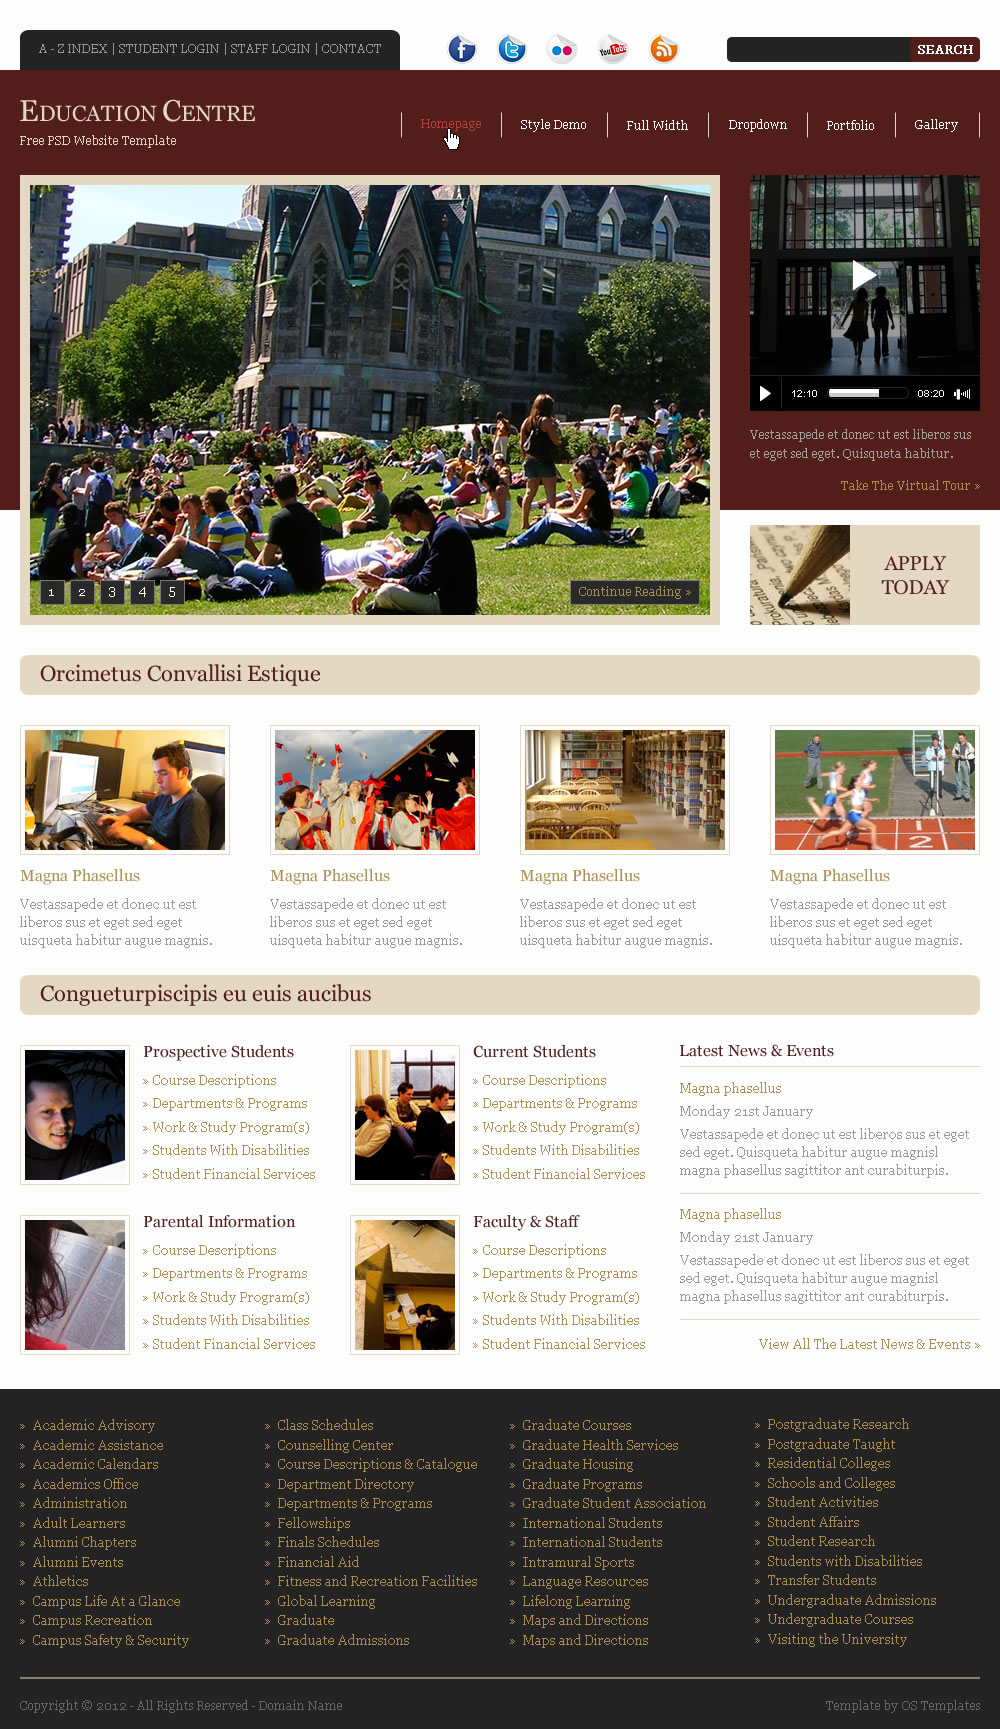 A - Z INDEX | STUDENT LOGIN | STAFF LOGIN | CONTACT
You Tube
SEARCH
EDUCATION CENTRE
Free PSD Website Template
Homepage
Style Demo
Full Width
Dropdown
Portfolio
Gallery
12:10
08:20
Vestassapede et donec ut est liberos sus
et eget sed eget. Quisqueta habitur.
Take The Virtual Tour »
1 2 3 4 5
Continue Reading »
APPLY
TODAY
Orcimetus Convallisi Estique
Magna Phasellus
Vestassapede et donec ut est
liberos sus et eget sed eget
uisqueta habitur augue magnis.
Magna Phasellus
Vestassapede et donec ut est
liberos sus et eget sed eget
uisqueta habitur augue magnis.
Magna Phasellus
Vestassapede et donec ut est
liberos sus et eget sed eget
uisqueta habitur augue magnis.
2
Magna Phasellus
Vestassapede et donec ut est
liberos sus et eget sed eget
uisqueta habitur augue magnis.
Congueturpiscipis eu euis aucibus
Prospective Students
» Course Descriptions
» Departments & Programs
» Work & Study Program(s)
» Students With Disabilities
» Student Financial Services
Current Students
» Course Descriptions
» Departments & Programs
» Work & Study Program(s)
» Students With Disabilities
» Student Financial Services
Parental Information
» Course Descriptions
» Departments & Programs
» Work & Study Program(s)
» Students With Disabilities
» Student Financial Services
Faculty & Staff
» Course Descriptions
» Departments & Programs
» Work & Study Program(s)
» Students With Disabilities
» Student Financial Services
Latest News & Events
Magna phasellus
Monday 21st January
Vestassapede et donec ut est liberos sus et eget
sed eget. Quisqueta habitur augue magnisl
magna phasellus sagittitor ant curabiturpis.
Magna phasellus
Monday 21st January
Vestassapede et donec ut est liberos sus et eget
sed eget. Quisqueta habitur augue magnisl
magna phasellus sagittitor ant curabiturpis.
View All The Latest News & Events »
» Academic Advisory
» Academic Assistance
» Academic Calendars
» Academics Office
» Administration
» Adult Learners
» Alumni Chapters
» Alumni Events
» Athletics
» Campus Life At a Glance
» Campus Recreation
» Campus Safety & Security
» Class Schedules
» Counselling Center
» Course Descriptions & Catalogue
» Department Directory
» Departments & Programs
» Fellowships
» Finals Schedules
» Financial Aid
» Fitness and Recreation Facilities
» Global Learning
» Graduate
» Graduate Admissions
» Graduate Courses
» Graduate Health Services
» Graduate Housing
» Graduate Programs
» Graduate Student Association
» International Students
» International Students
» Intramural Sports
» Language Resources
» Lifelong Learning
» Maps and Directions
» Maps and Directions
» Postgraduate Research
» Postgraduate Taught
» Residential Colleges
» Schools and Colleges
» Student Activities
» Student Affairs
» Student Research
» Students with Disabilities
» Transfer Students
» Undergraduate Admissions
» Undergraduate Courses
» Visiting the University
Copyright © 2012 - All Rights Reserved - Domain Name
Template by OS Templates